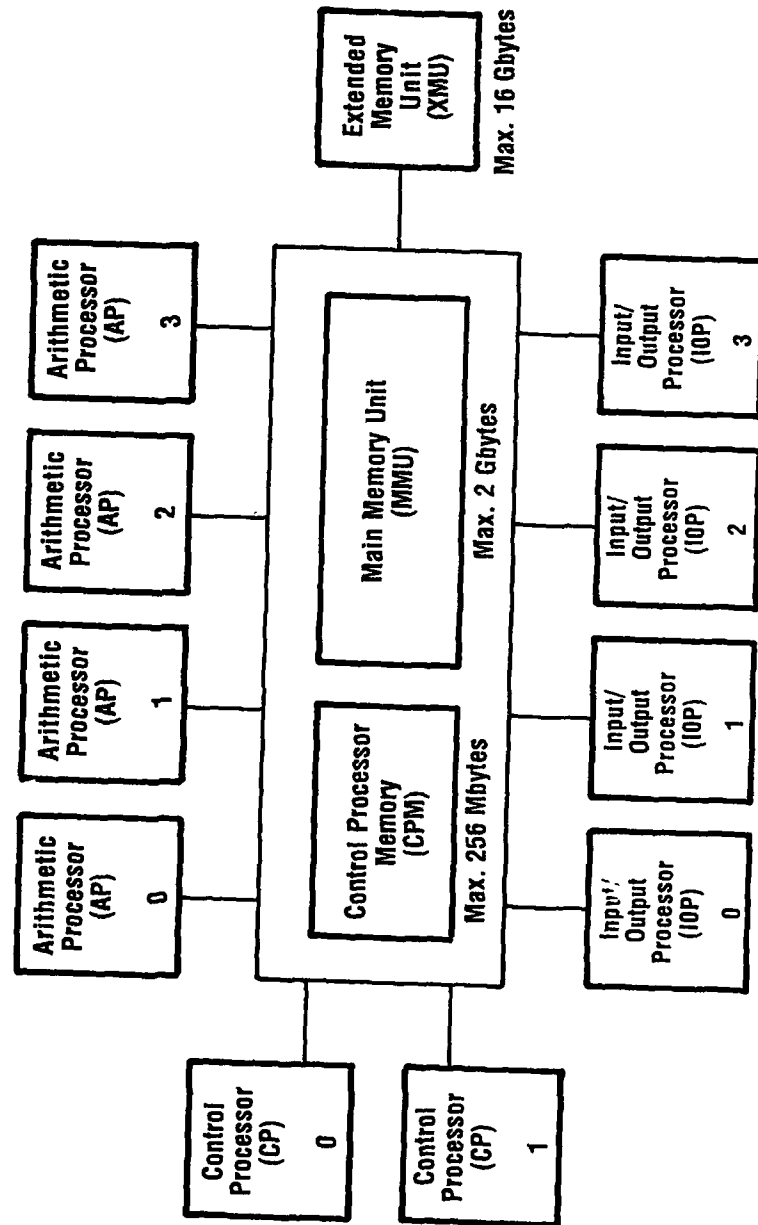 Arithmetic
Processor
(AP)
0
Arithmetic
Processor
(AP)
1
Arithmetic
Processor
(AP)
2
Arithmetic
Processor
(AP)
3
Control
Processor
(CP)
0
Control
Processor
(CP)
1
Control Processor
Memory
(CPM)
Max. 256 Mbytes
Main Memory Unit
(MMU)
Max. 2 Gbytes
Extended
Memory
Unit
(XMU)
Max. 16 Gbytes
Input/
Output
Processor
(IOP)
0
Input/
Output
Processor
(IOP)
1
Input/
Output
Processor
(IOP)
2
Input/
Output
Processor
(IOP)
3